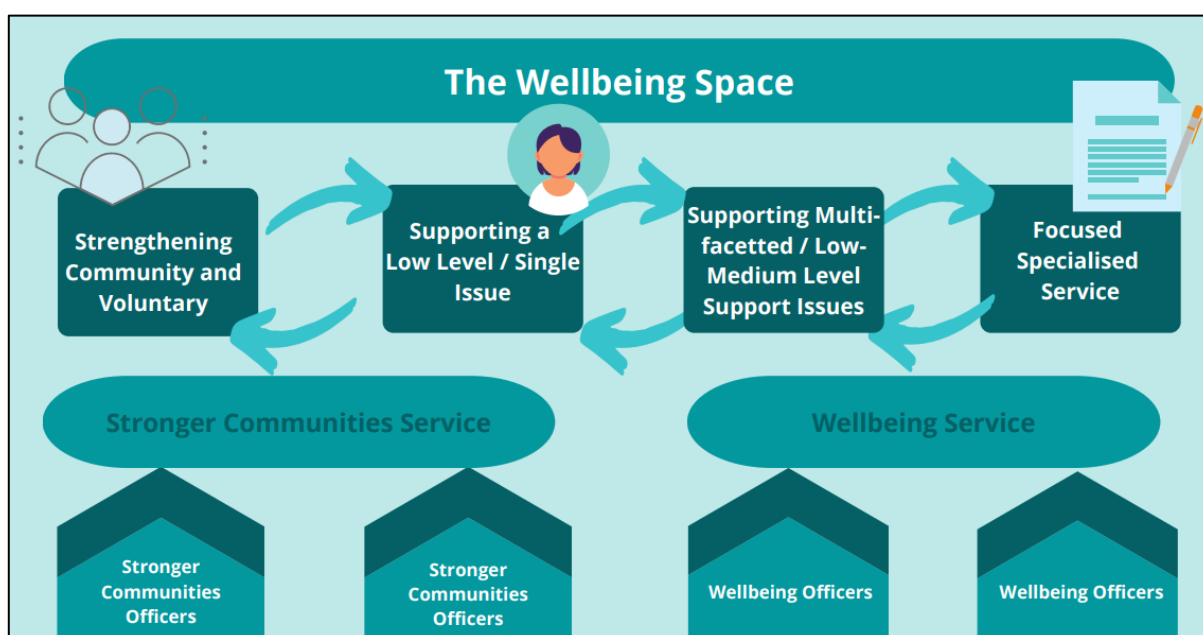 The Wellbeing Space
Strengthening
Community and
Voluntary
Supporting a
Low Level / Single
Issue
Supporting Multi-
facetted / Low-
Medium Level
Support Issues
Focused
Specialised
Service
Stronger Communities Service
Wellbeing Service
Stronger
Communities
Officers
Stronger
Communities
Officers
Wellbeing Officers
Wellbeing Officers